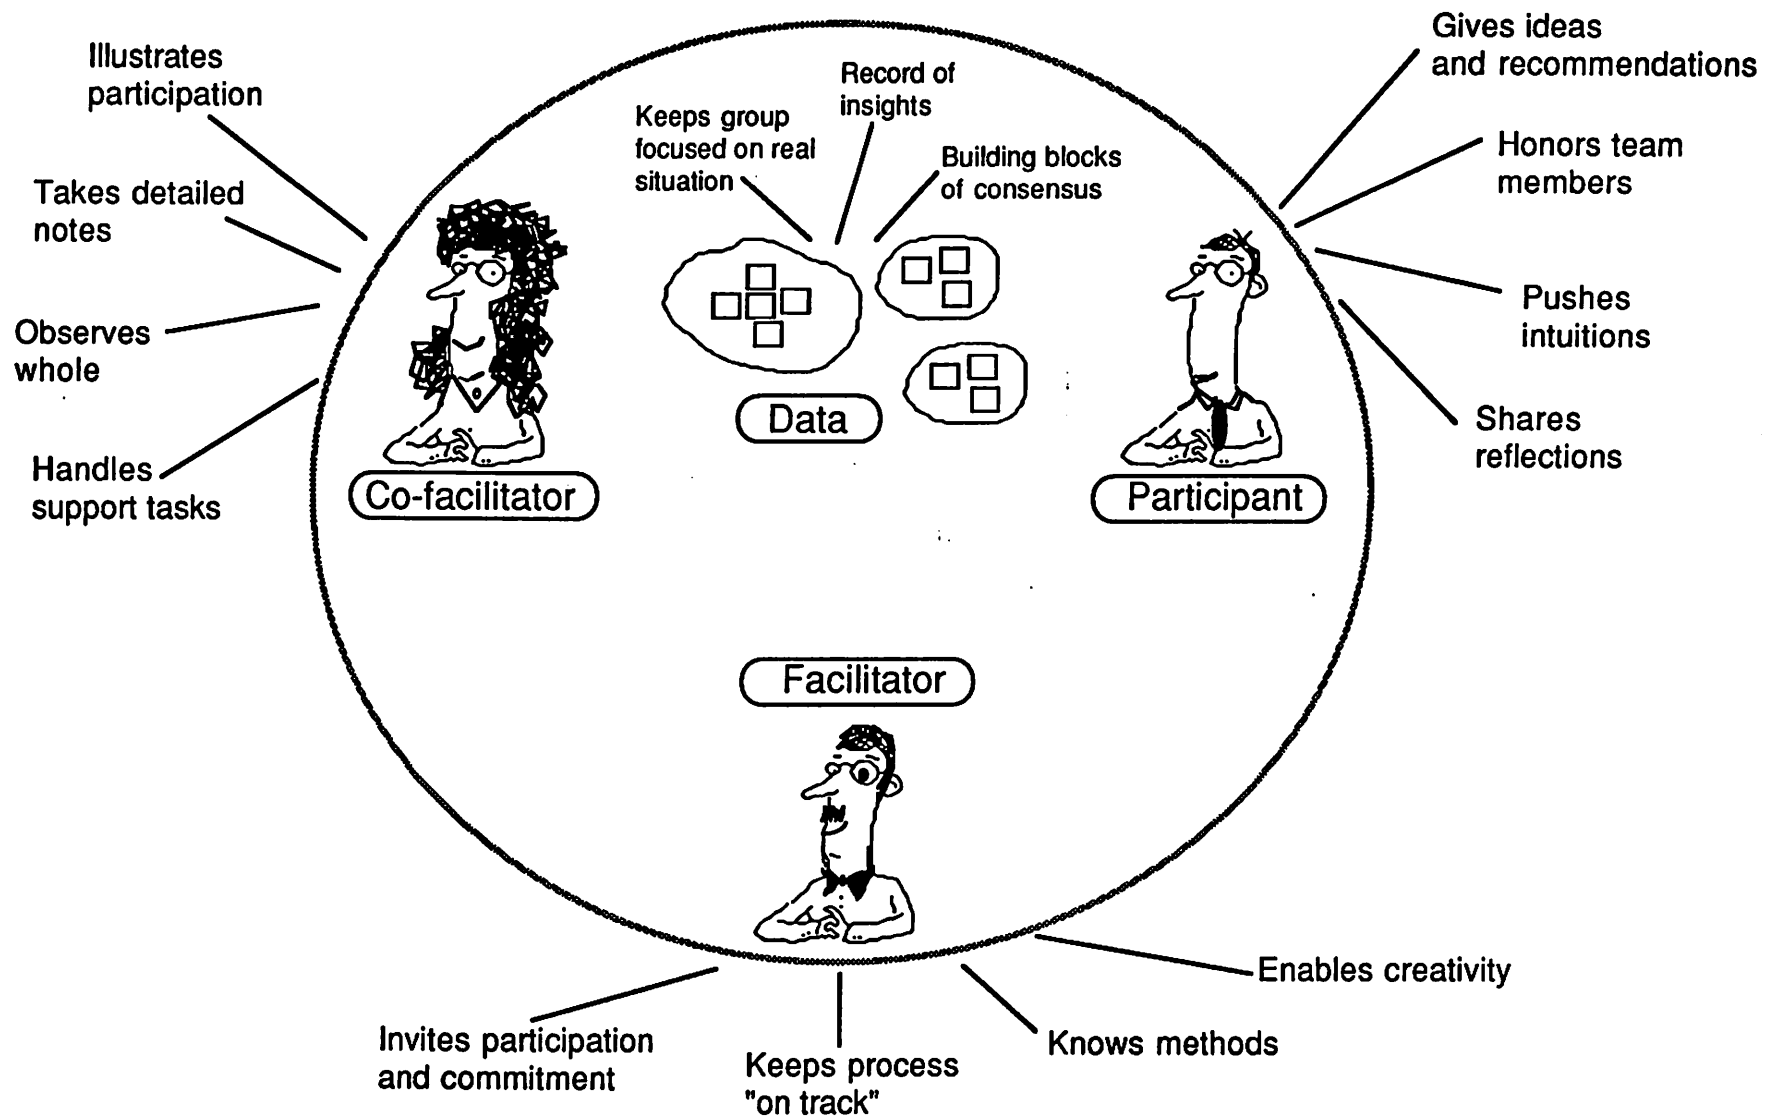 Illustrates
participation
Takes detailed
notes
Observes
whole
Handles
support tasks
Co-facilitator
Keeps group
focused on real
situation
Record of
insights
Building blocks
of consensus
Data
Gives ideas
and recommendations
Honors team
members
Pushes
intuitions
Shares
reflections
Participant
Facilitator
Invites participation
and commitment
Keeps process
"on track"
Knows methods
Enables creativity